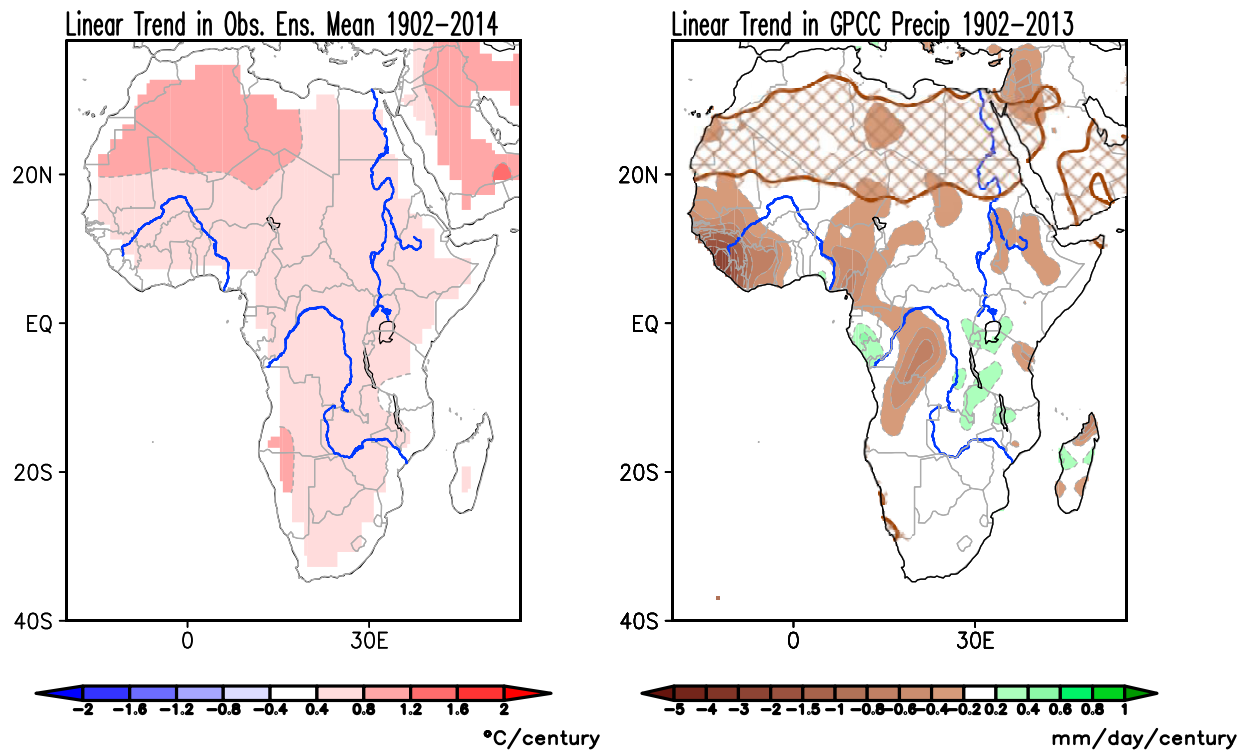 Linear Trend in Obs. Ens. Mean 1902-2014
20N
EQ
20S
40S
0 30E
-2 -1.6 -1.2 -0.8 -0.4 0.4 0.8 1.2 1.6 2
°C/century
Linear Trend in GPCC Precip 1902-2013
20N
EQ
20S
40S
0 30E
-5 -4 -3 -2 -1.5 -1 -0.8 -0.6 -0.4 -0.2 0.2 0.4 0.6 0.8 1
mm/day/century